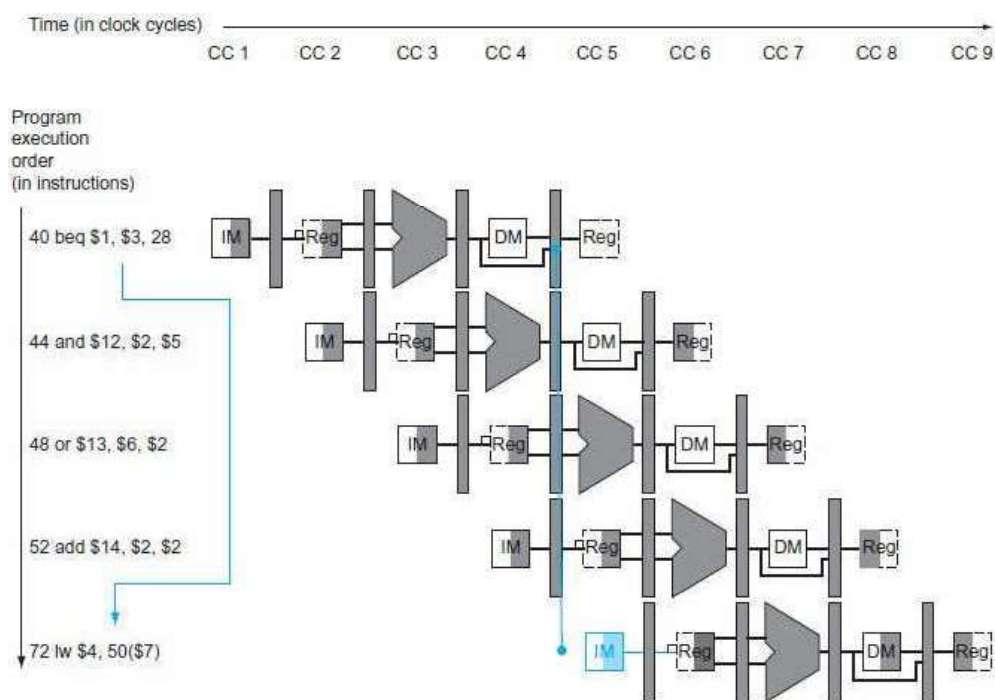 Time (in clock cycles)
CC 1 CC 2 CC 3 CC 4 CC 5 CC 6 CC 7 CC 8 CC 9
Program
execution
order
(in instructions)
40 beq $1, $3, 28 IM Reg DM Reg
44 and $12, $2, $5 IM Reg DM Reg
48 or $13, $6, $2 IM Reg DM Reg
52 add $14, $2, $2 IM Reg DM Reg
72 lw $4, 50($7) IM Reg DM Reg